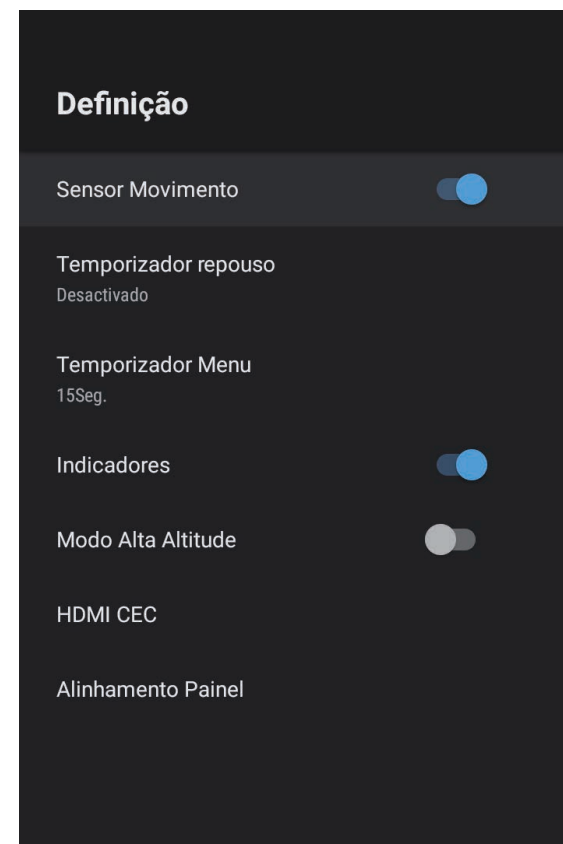 Definição
Sensor Movimento
Temporizador repouso
Desactivado
Temporizador Menu
15Seg.
Indicadores
Modo Alta Altitude
HDMI CEC
Alinhamento Painel